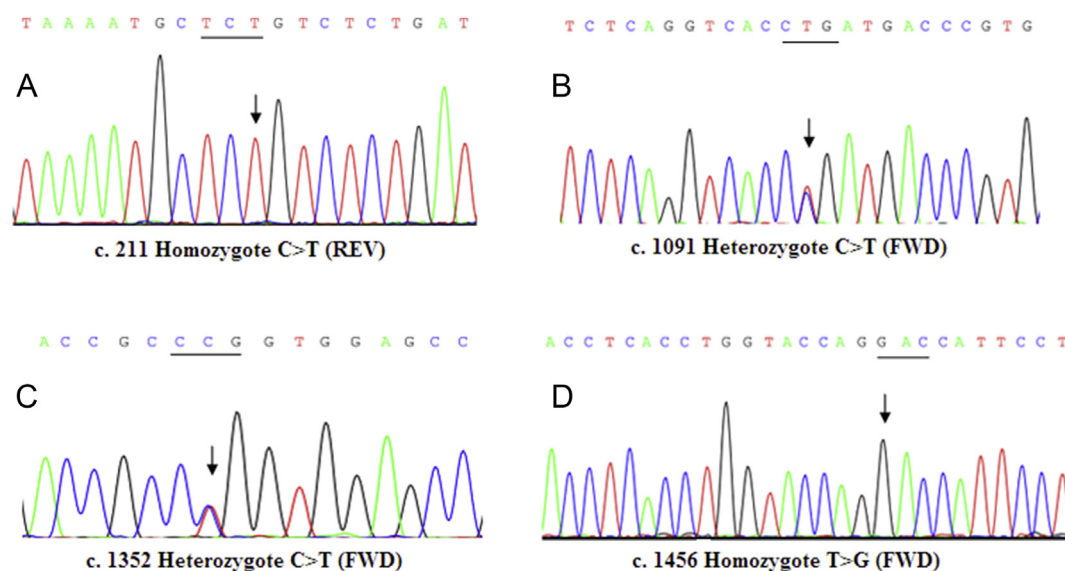 T A A A A T G C T C T G T C T C T G A T
A
c. 211 Homozygote C>T (REV)
T C T C A G G T C A C C T G A T G A C C C G T G
B
c. 1091 Heterozygote C>T (FWD)
A C C G C C C G G T G G A G C C
C
c. 1352 Heterozygote C>T (FWD)
A C C T C A C C T G G T A C C A G G A C C A T T C C T
D
c. 1456 Homozygote T>G (FWD)